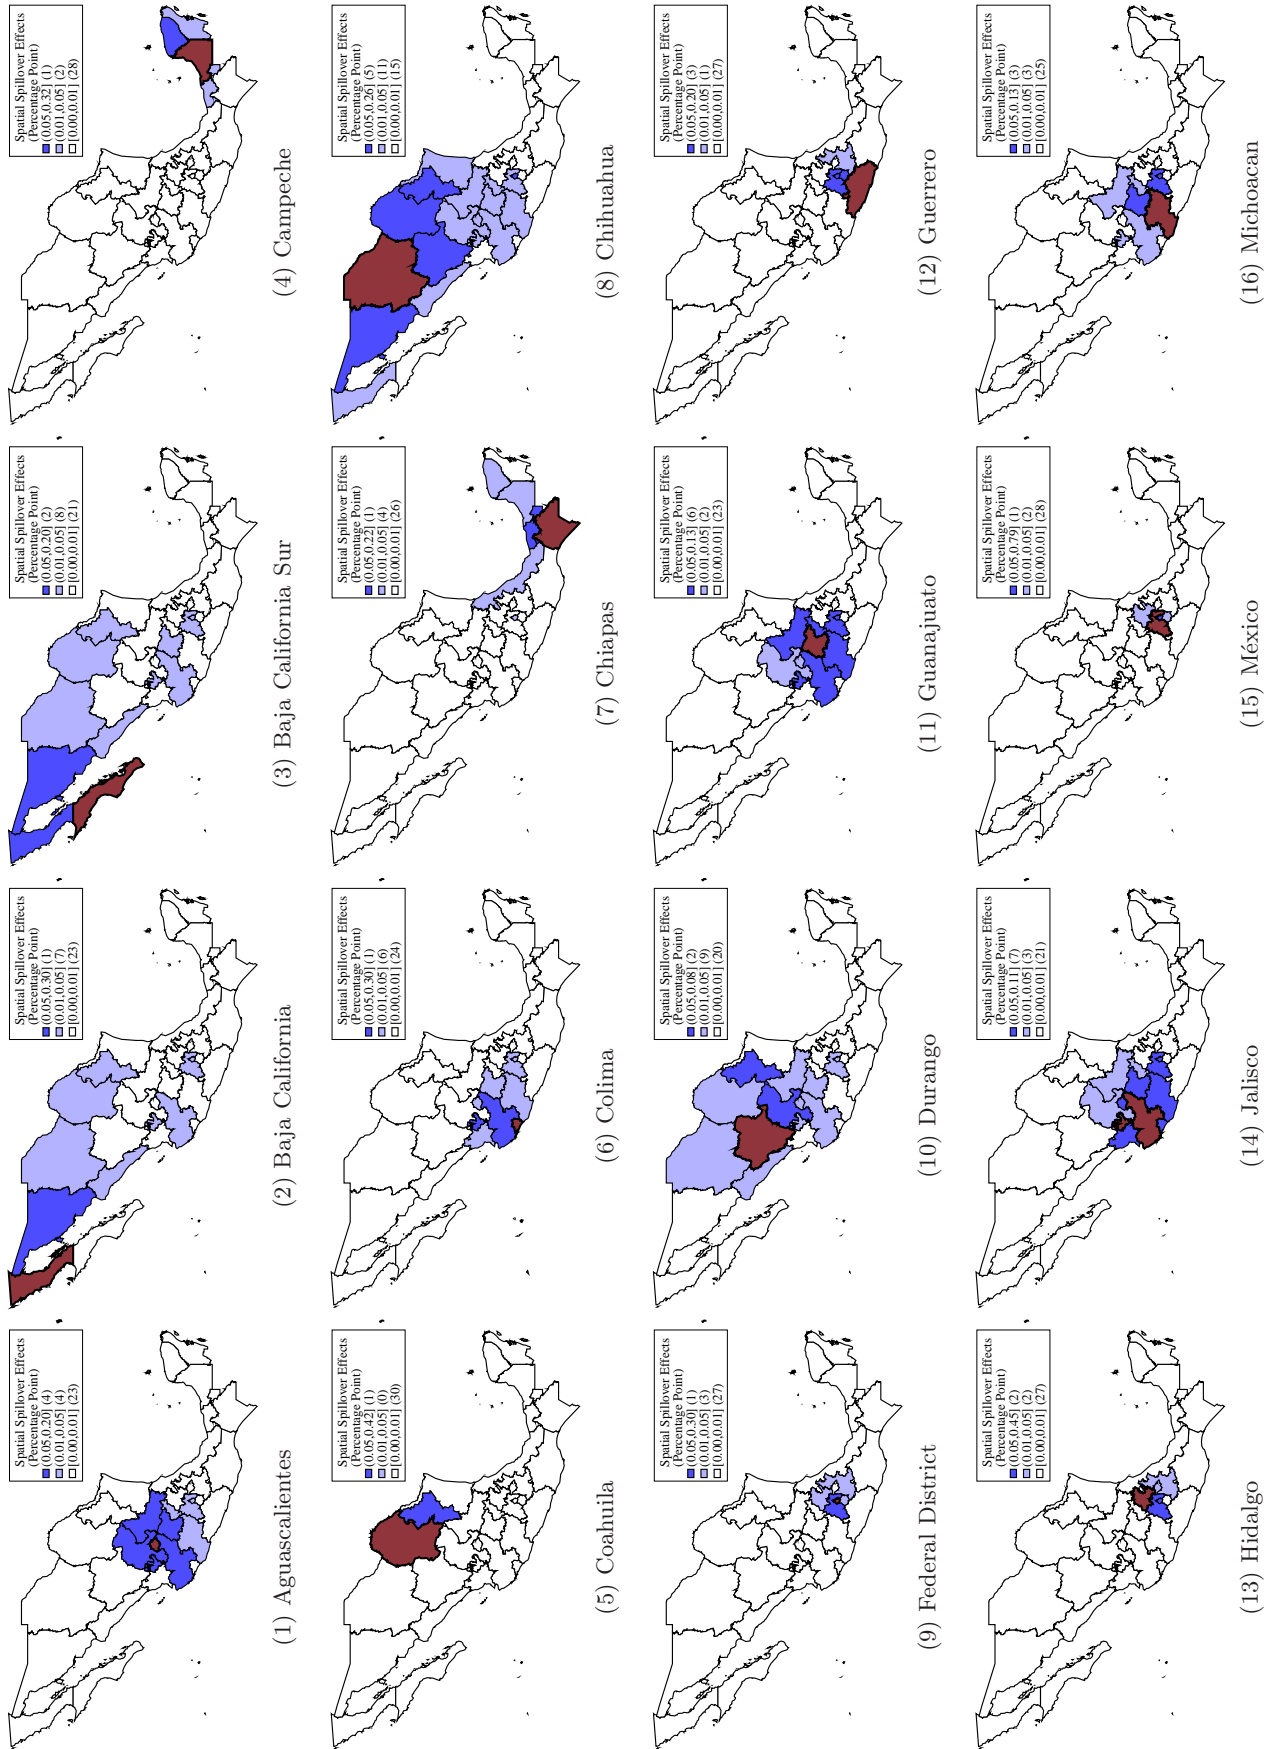 Spatial Spillover Effects
(Percentage Point)
(0.05,0.20] (4)
(0.01,0.05] (4)
[0.00,0.01] (23)
(1) Aguascalientes
Spatial Spillover Effects
(Percentage Point)
(0.05,0.30] (1)
(0.01,0.05] (7)
[0.00,0.01] (23)
(2) Baja California
Spatial Spillover Effects
(Percentage Point)
(0.05,0.20] (2)
(0.01,0.05] (8)
[0.00,0.01] (21)
(3) Baja California Sur
Spatial Spillover Effects
(Percentage Point)
(0.05,0.32] (1)
(0.01,0.05] (2)
[0.00,0.01] (28)
(4) Campeche
Spatial Spillover Effects
(Percentage Point)
(0.05,0.42] (1)
(0.01,0.05] (0)
[0.00,0.01] (30)
(5) Coahuila
Spatial Spillover Effects
(Percentage Point)
(0.05,0.30] (1)
(0.01,0.05] (6)
[0.00,0.01] (24)
(6) Colima
Spatial Spillover Effects
(Percentage Point)
(0.05,0.22] (1)
(0.01,0.05] (4)
[0.00,0.01] (26)
(7) Chiapas
Spatial Spillover Effects
(Percentage Point)
(0.05,0.26] (5)
(0.01,0.05] (11)
[0.00,0.01] (15)
(8) Chihuahua
Spatial Spillover Effects
(Percentage Point)
(0.05,0.30] (1)
(0.01,0.05] (3)
[0.00,0.01] (27)
(9) Federal District
Spatial Spillover Effects
(Percentage Point)
(0.05,0.08] (2)
(0.01,0.05] (9)
[0.00,0.01] (20)
(10) Durango
Spatial Spillover Effects
(Percentage Point)
(0.05,0.13] (6)
(0.01,0.05] (2)
[0.00,0.01] (23)
(11) Guanajuato
Spatial Spillover Effects
(Percentage Point)
(0.05,0.20] (3)
(0.01,0.05] (1)
[0.00,0.01] (27)
(12) Guerrero
Spatial Spillover Effects
(Percentage Point)
(0.05,0.45] (2)
(0.01,0.05] (2)
[0.00,0.01] (27)
(13) Hidalgo
Spatial Spillover Effects
(Percentage Point)
(0.05,0.11] (7)
(0.01,0.05] (3)
[0.00,0.01] (21)
(14) Jalisco
Spatial Spillover Effects
(Percentage Point)
(0.05,0.79] (1)
(0.01,0.05] (2)
[0.00,0.01] (28)
(15) México
Spatial Spillover Effects
(Percentage Point)
(0.05,0.13] (3)
(0.01,0.05] (3)
[0.00,0.01] (25)
(16) Michoacan